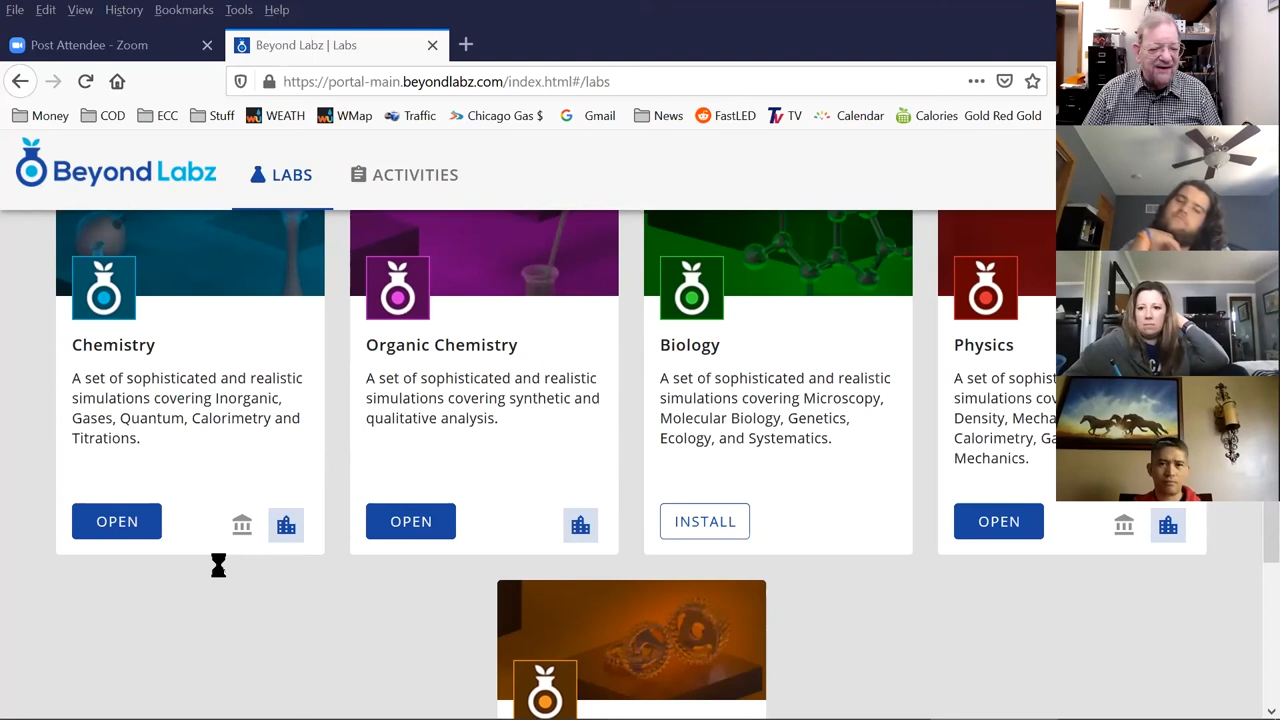 File Edit View History Bookmarks Tools Help
Post Attendee - Zoom
Beyond Labz | Labs
https://portal-main.beyondlabz.com/index.html#/labs
Money COD ECC Stuff WEATH WMap Traffic Chicago Gas $ Gmail News FastLED TV Calendar Calories Gold Red Gold
Beyond Labz
LABS
ACTIVITIES
Chemistry
A set of sophisticated and realistic
simulations covering Inorganic,
Gases, Quantum, Calorimetry and
Titrations.
OPEN
Organic Chemistry
A set of sophisticated and realistic
simulations covering synthetic and
qualitative analysis.
OPEN
Biology
A set of sophisticated and realistic
simulations covering Microscopy,
Molecular Biology, Genetics,
Ecology, and Systematics.
INSTALL
Physics
A set of
simulations
Density,
Calorimetry,
Mechanics.
OPEN